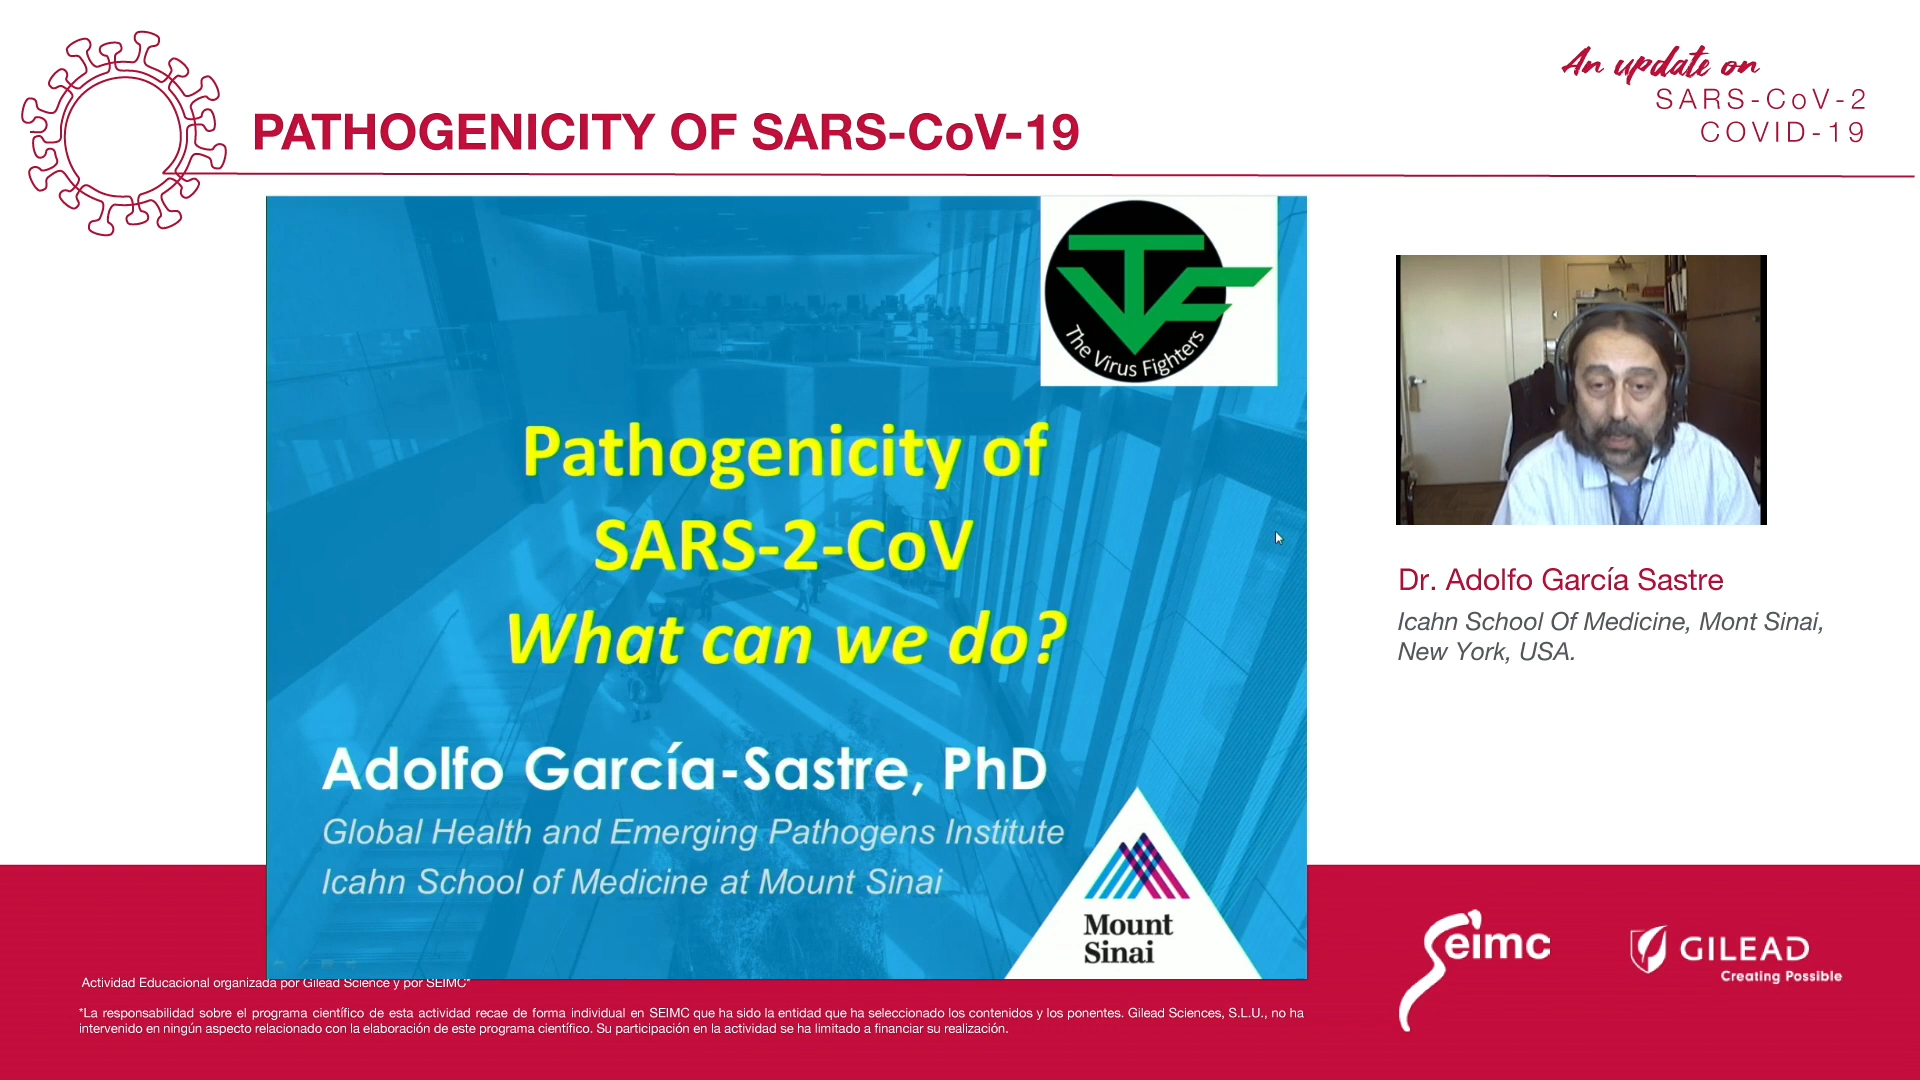 An update on
SARS-CoV-2
COVID-19
PATHOGENICITY OF SARS-CoV-19
TVF
The Virus Fighters
Pathogenicity of
SARS-2-CoV
What can we do?
Adolfo García-Sastre, PhD
Global Health and Emerging Pathogens Institute
Icahn School of Medicine at Mount Sinai
Mount
Sinai
Dr. Adolfo García Sastre
Icahn School Of Medicine, Mont Sinai,
New York, USA.
Seimc
GILEAD
Creating Possible
Actividad Educacional organizada por Gilead Science y por SEIMC*
*La responsabilidad sobre el programa científico de esta actividad recae de forma individual en SEIMC que ha sido la entidad que ha seleccionado los contenidos y los ponentes. Gilead Sciences, S.L.U., no ha
intervenido en ningún aspecto relacionado con la elaboración de este programa científico. Su participación en la actividad se ha limitado a financiar su realización.